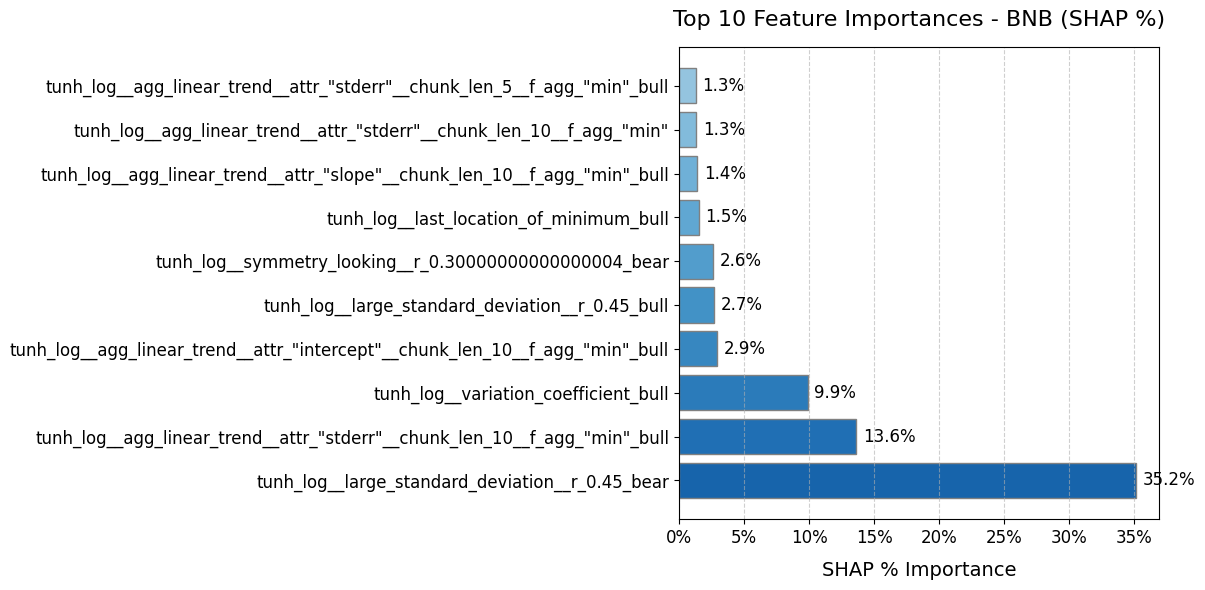 Top 10 Feature Importances - BNB (SHAP %)
tunh_log__agg_linear_trend__attr_"stderr"__chunk_len_5__f_agg_"min"_bull 1.3%
tunh_log__agg_linear_trend__attr_"stderr"__chunk_len_10__f_agg_"min" 1.3%
tunh_log__agg_linear_trend__attr_"slope"__chunk_len_10__f_agg_"min"_bull 1.4%
tunh_log__last_location_of_minimum_bull 1.5%
tunh_log__symmetry_looking__r_0.30000000000000004_bear 2.6%
tunh_log__large_standard_deviation__r_0.45_bull 2.7%
tunh_log__agg_linear_trend__attr_"intercept"__chunk_len_10__f_agg_"min"_bull 2.9%
tunh_log__variation_coefficient_bull 9.9%
tunh_log__agg_linear_trend__attr_"stderr"__chunk_len_10__f_agg_"min"_bull 13.6%
tunh_log__large_standard_deviation__r_0.45_bear 35.2%
0% 5% 10% 15% 20% 25% 30% 35%
SHAP % Importance